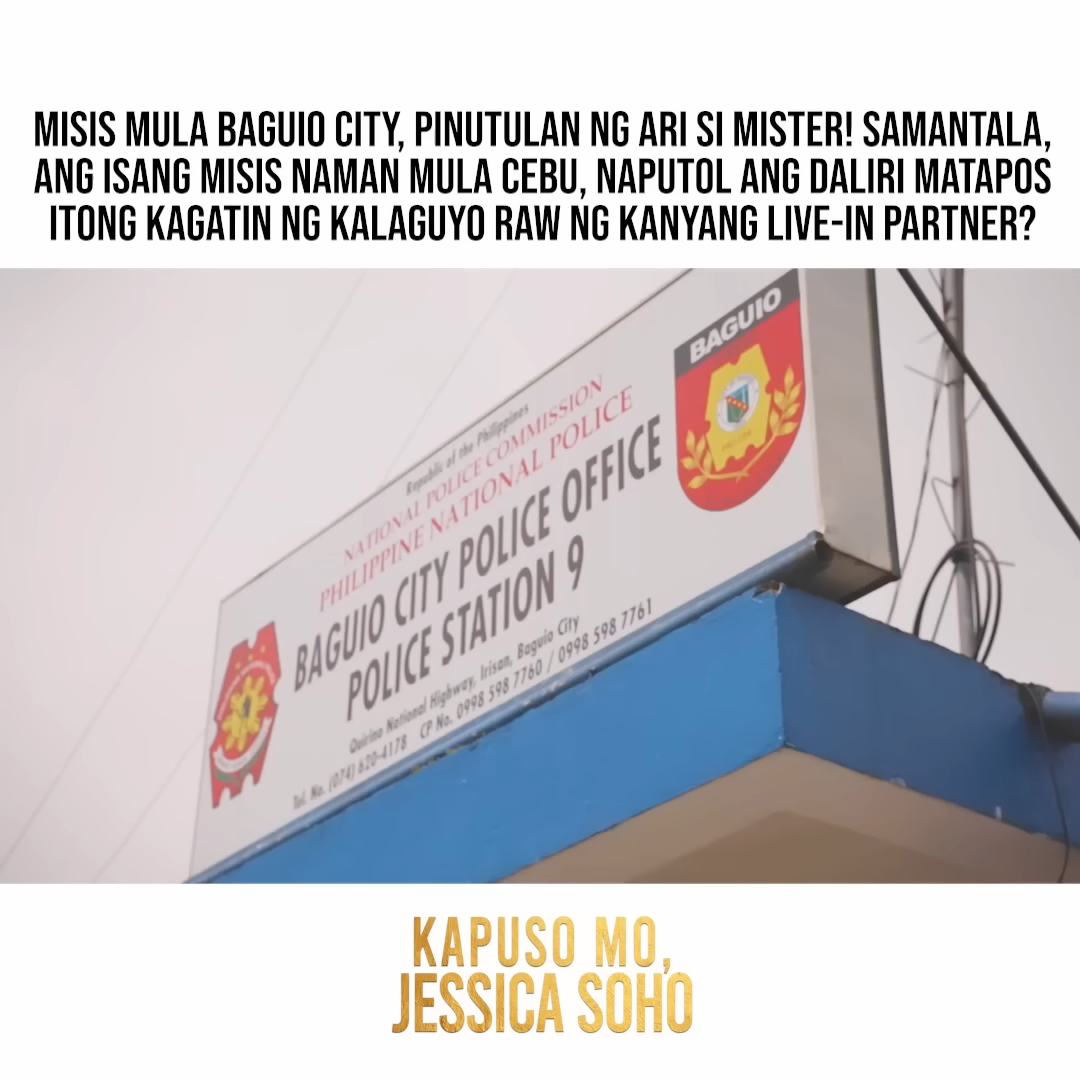 MISIS MULA BAGUIO CITY, PINUTULAN NG ARI SI MISTER! SAMANTALA,
ANG ISANG MISIS NAMAN MULA CEBU, NAPUTOL ANG DALIRI MATAPOS
ITONG KAGATIN NG KALAGUYO RAW NG KANYANG LIVE-IN PARTNER?
BAGUIO
Republic of the Philippines
NATIONAL POLICE COMMISSION
PHILIPPINE NATIONAL POLICE
BAGUIO CITY POLICE OFFICE
POLICE STATION 9
Quirino National Highway, Irisan, Baguio City
Tel. No. (074) 620-4178 CP No. 0998 598 7760 / 0998 598 7761
KAPUSO MO,
JESSICA SOHO